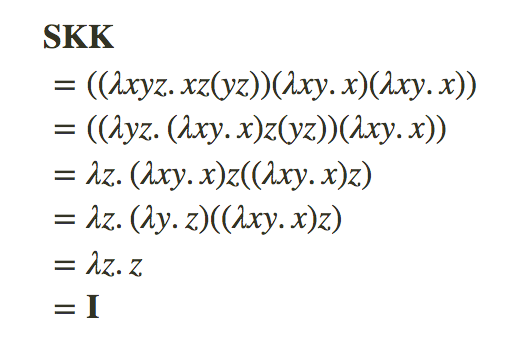 SKK
= ((λxyz. xz(yz))(λxy. x)(λxy. x))
= ((λyz. (λxy. x)z(yz))(λxy. x))
= λz. (λxy. x)z((λxy. x)z)
= λz. (λy. z)((λxy. x)z)
= λz. z
= I